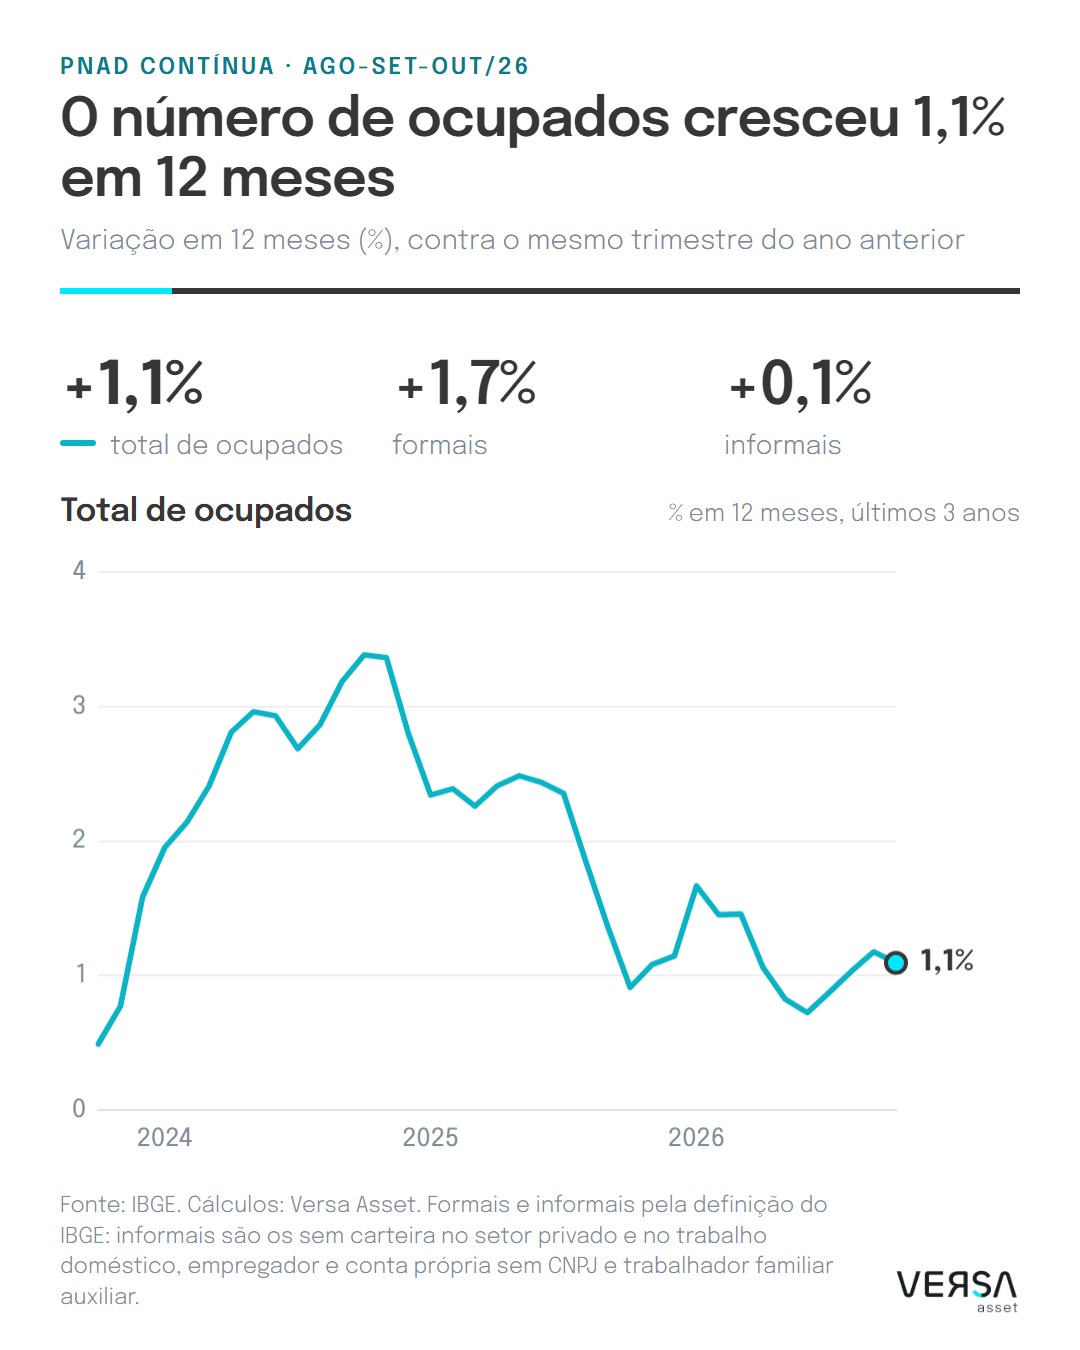 PNAD CONTÍNUA · AGO-SET-OUT/26
O número de ocupados cresceu 1,1%
em 12 meses
Variação em 12 meses (%), contra o mesmo trimestre do ano anterior
+1,1%
total de ocupados
+1,7%
formais
+0,1%
informais
Total de ocupados
% em 12 meses, últimos 3 anos
4
3
2
1
0
1,1%
2024
2025
2026
Fonte: IBGE. Cálculos: Versa Asset. Formais e informais pela definição do
IBGE: informais são os sem carteira no setor privado e no trabalho
doméstico, empregador e conta própria sem CNPJ e trabalhador familiar
auxiliar.
VERSA
asset